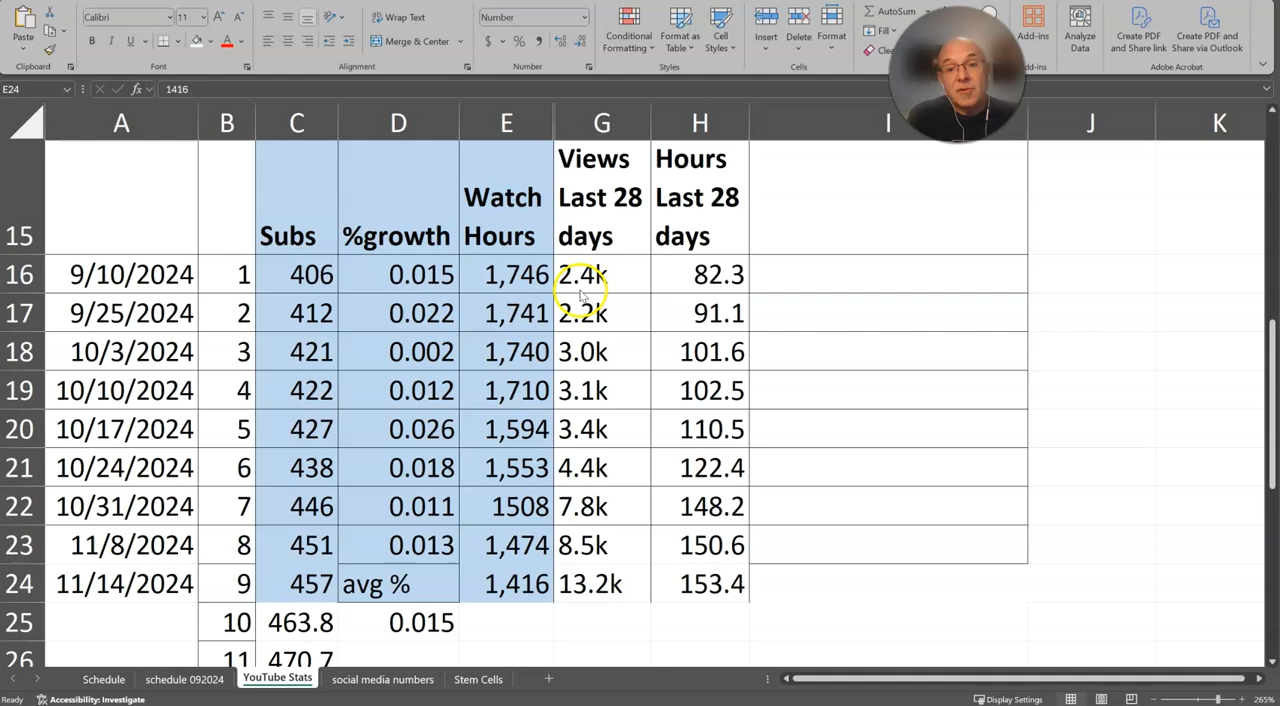 Calibri 11 A A Wrap Text Number AutoSum
Paste B I U A Merge & Center $ % Fill
Conditional Formatting Format as Table Cell Styles Insert Delete Format Add-ins Analyze Data Create PDF and Share link Create PDF and Share via Outlook
Clipboard Font Alignment Number Styles Cells Adobe Acrobat
E24 fx 1416
A B C D E G H I J K
15 Subs %growth Watch Hours Views Last 28 days Hours Last 28 days
16 9/10/2024 1 406 0.015 1,746 2.4k 82.3
17 9/25/2024 2 412 0.022 1,741 2.2k 91.1
18 10/3/2024 3 421 0.002 1,740 3.0k 101.6
19 10/10/2024 4 422 0.012 1,710 3.1k 102.5
20 10/17/2024 5 427 0.026 1,594 3.4k 110.5
21 10/24/2024 6 438 0.018 1,553 4.4k 122.4
22 10/31/2024 7 446 0.011 1508 7.8k 148.2
23 11/8/2024 8 451 0.013 1,474 8.5k 150.6
24 11/14/2024 9 457 avg % 1,416 13.2k 153.4
25 10 463.8 0.015
26 11 470.7
Schedule schedule 092024 YouTube Stats social media numbers Stem Cells
Ready Accessibility: Investigate Display Settings 265%